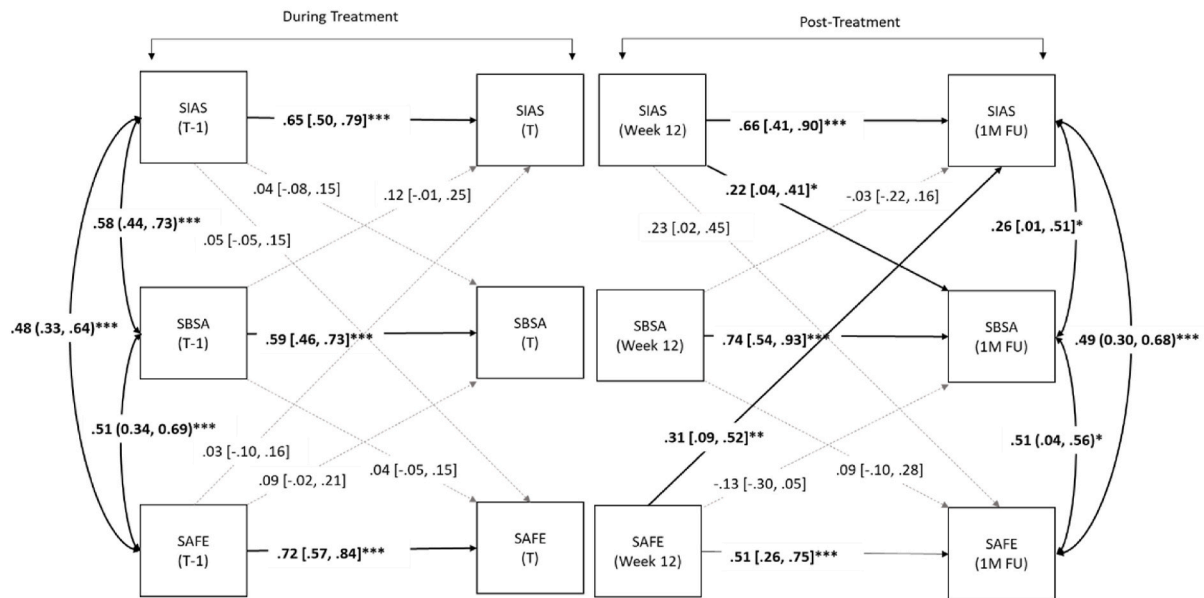 During Treatment
Post-Treatment
SIAS
(T-1)
SIAS
(T)
SIAS
(Week 12)
SIAS
(1M FU)
.65 [.50, .79]***
.66 [.41, .90]***
.04 [-.08, .15]
.12 [-.01, .25]
.22 [.04, .41]*
-.03 [-.22, .16]
.58 (.44, .73)***
.05 [-.05, .15]
.23 [.02, .45]
.26 [.01, .51]*
SBSA
(T-1)
SBSA
(T)
SBSA
(Week 12)
SBSA
(1M FU)
.48 (.33, .64)***
.59 [.46, .73]***
.74 [.54, .93]***
.49 (0.30, 0.68)***
.51 (0.34, 0.69)***
.03 [-.10, .16]
.04 [-.05, .15]
.31 [.09, .52]**
.51 (.04, .56)*
.09 [-.02, .21]
-.13 [-.30, .05]
.09 [-.10, .28]
SAFE
(T-1)
SAFE
(T)
SAFE
(Week 12)
SAFE
(1M FU)
.72 [.57, .84]***
.51 [.26, .75]***